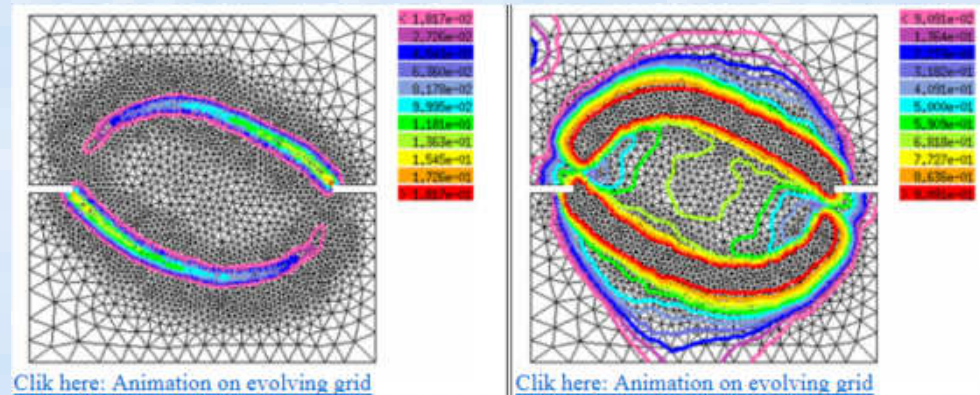 < 1.817e-02
2.726e-02
6.360e-02
8.178e-02
9.995e-02
1.181e-01
1.363e-01
1.545e-01
1.726e-01
1.817e-01
< 9.091e-02
1.364e-01
3.182e-01
4.091e-01
5.000e-01
5.909e-01
6.818e-01
7.727e-01
8.636e-01
9.091e-01
Clik here: Animation on evolving grid
Clik here: Animation on evolving grid